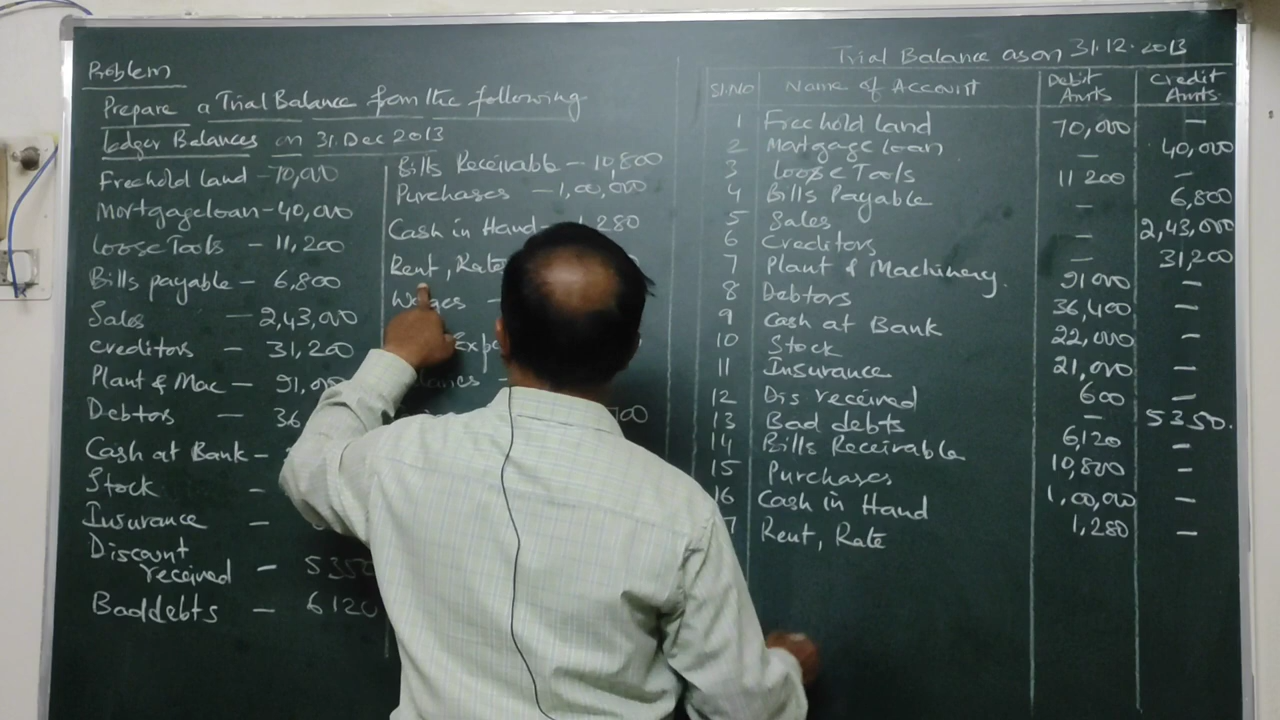 Problem
Prepare a Trial Balance from the following
ledger Balances on 31 Dec 2013
Freehold land - 70,000
Mortgage loan - 40,000
Loose Tools - 11,200
Bills payable - 6,800
Sales - 2,43,000
Creditors - 31,200
Plant & Mac - 91,000
Debtors - 36
Cash at Bank -
Stock -
Insurance -
Discount
received - 5350
Bad debts - 6120
Bills Receivable - 10,800
Purchases - 1,00,000
Cash in Hand - 280
Rent, Rate
Wages -
Trial Balance as on 31.12.2013
Sl.No Name of Account Debit Amts Credit Amts.
1 Freehold land 70,000 -
2 Mortgage loan - 40,000
3 Loose Tools 11 200 -
4 Bills Payable - 6,800
5 Sales - 2,43,000
6 Creditors - 31,200
7 Plant & Machinery. 91000 -
8 Debtors 36,400 -
9 Cash at Bank 22,000 -
10 Stock 21,000 -
11 Insurance 600 -
12 Dis received - 5350.
13 Bad debts 6,120 -
14 Bills Receivable 10,800 -
15 Purchases 1,00,000 -
16 Cash in Hand 1,280 -
7 Rent, Rate